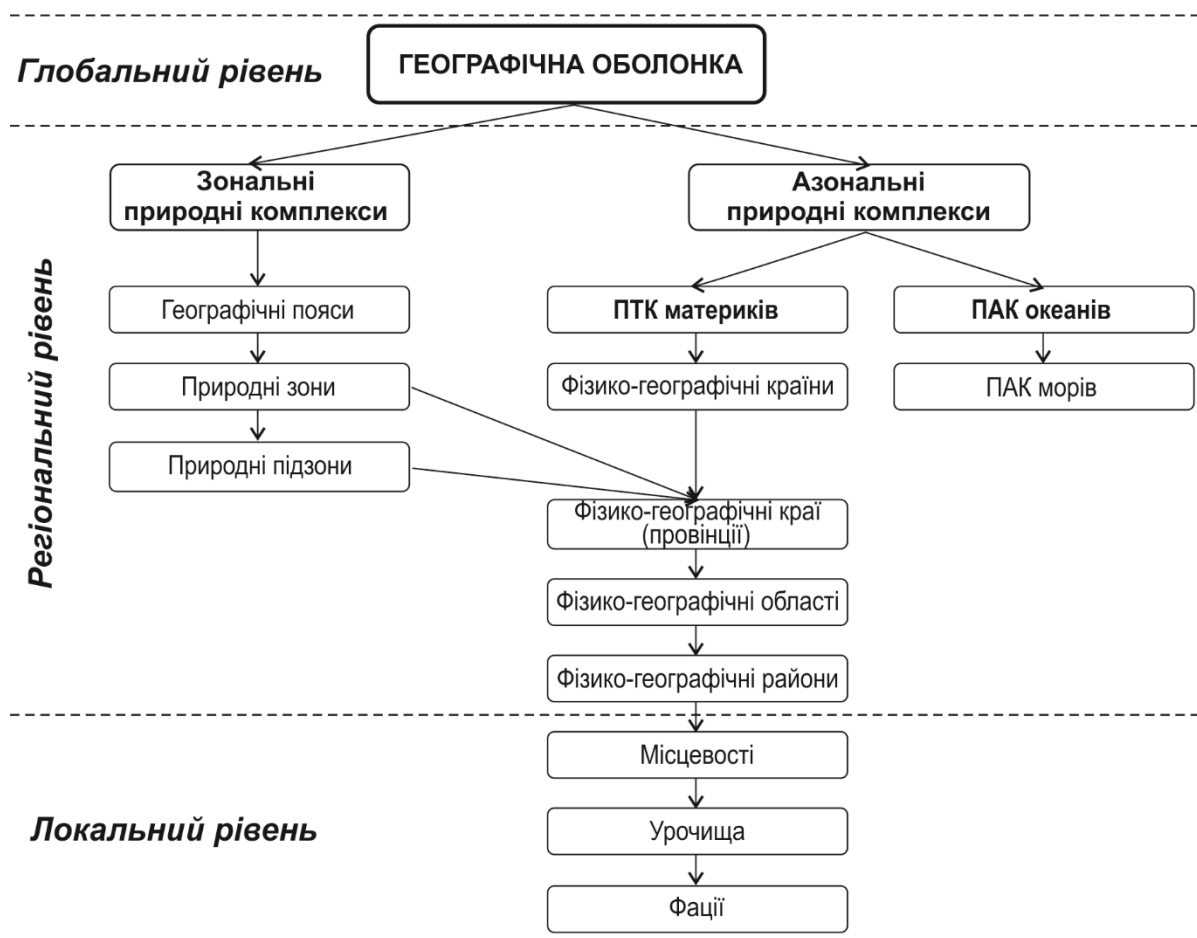 Глобальний рівень
ГЕОГРАФІЧНА ОБОЛОНКА
Регіональний рівень
Зональні
природні комплекси
Азональні
природні комплекси
Географічні пояси
ПТК материків
ПАК океанів
Природні зони
Фізико-географічні країни
ПАК морів
Природні підзони
Фізико-географічні краї
(провінції)
Фізико-географічні області
Фізико-географічні райони
Локальний рівень
Місцевості
Урочища
Фації